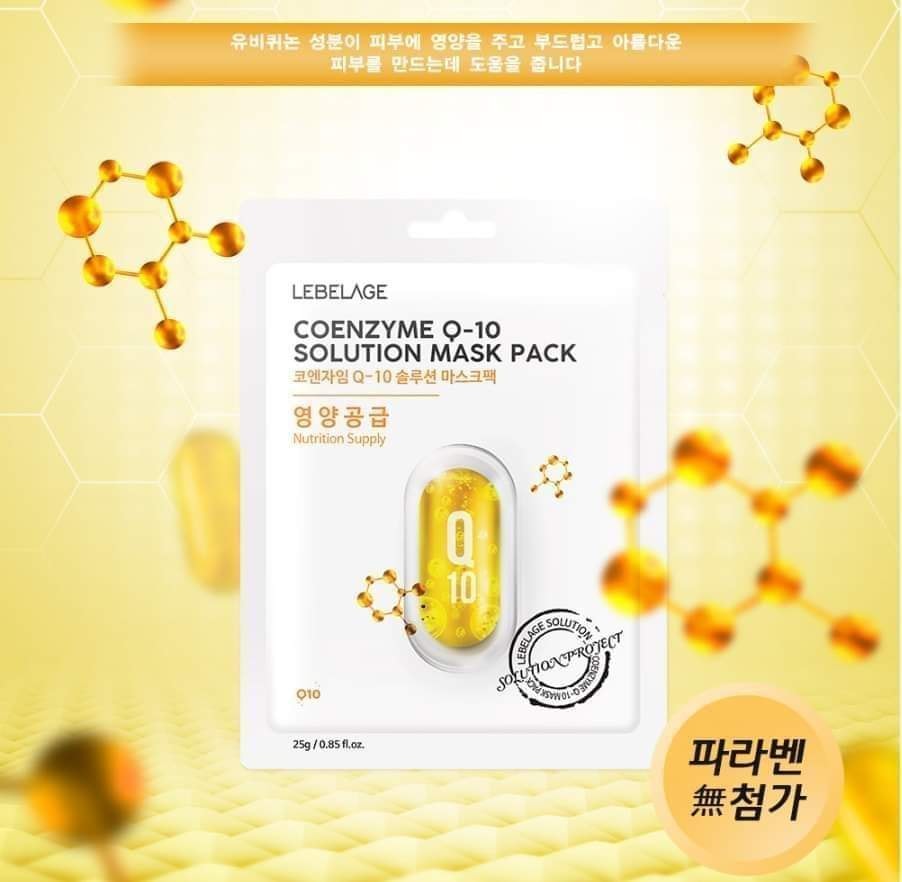 유비퀴논 성분이 피부에 영양을 주고 부드럽고 아름다운
피부를 만드는데 도움을 줍니다
LEBELAGE
COENZYME Q-10
SOLUTION MASK PACK
코엔자임 Q-10 솔루션 마스크팩
영양공급
Nutrition Supply
Q
10
LEBELAGE SOLUTION
SOLUTION PROJECT
COENZYME Q-10 MASK PACK
Q10
25g / 0.85 fl.oz.
파라벤
無첨가